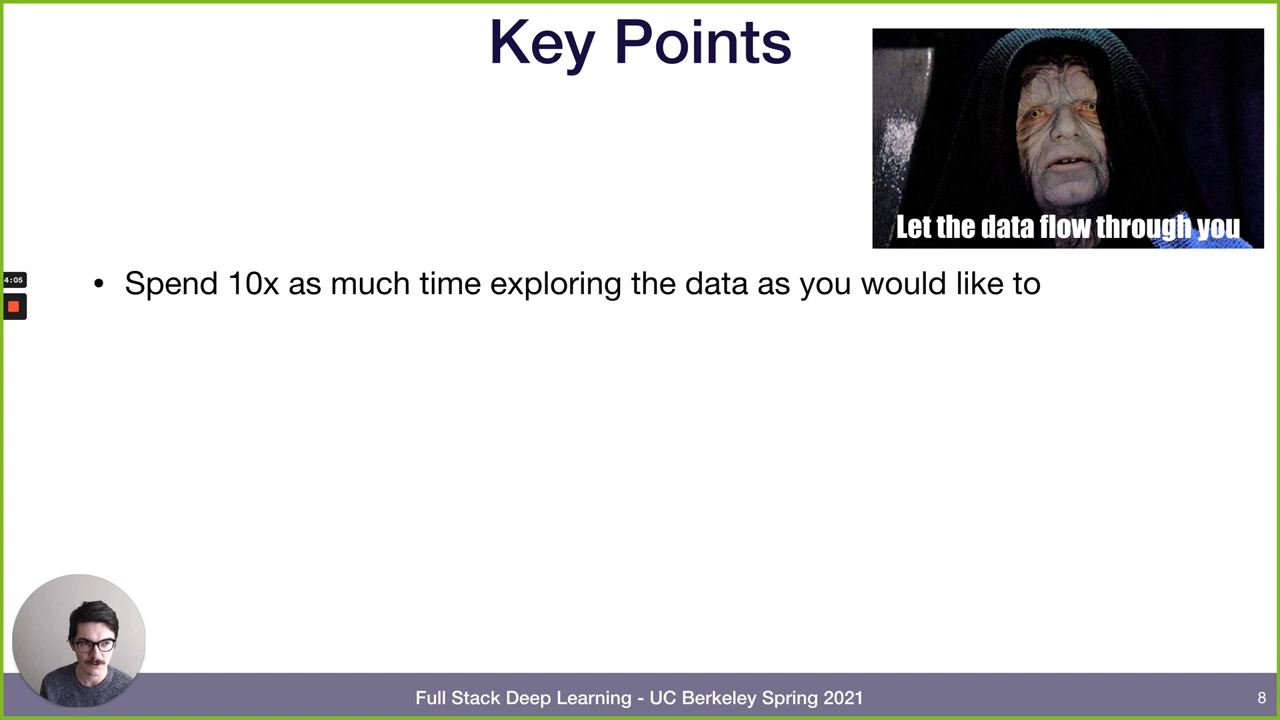 Key Points
Let the data flow through you
4:05
• Spend 10x as much time exploring the data as you would like to
Full Stack Deep Learning - UC Berkeley Spring 2021
8